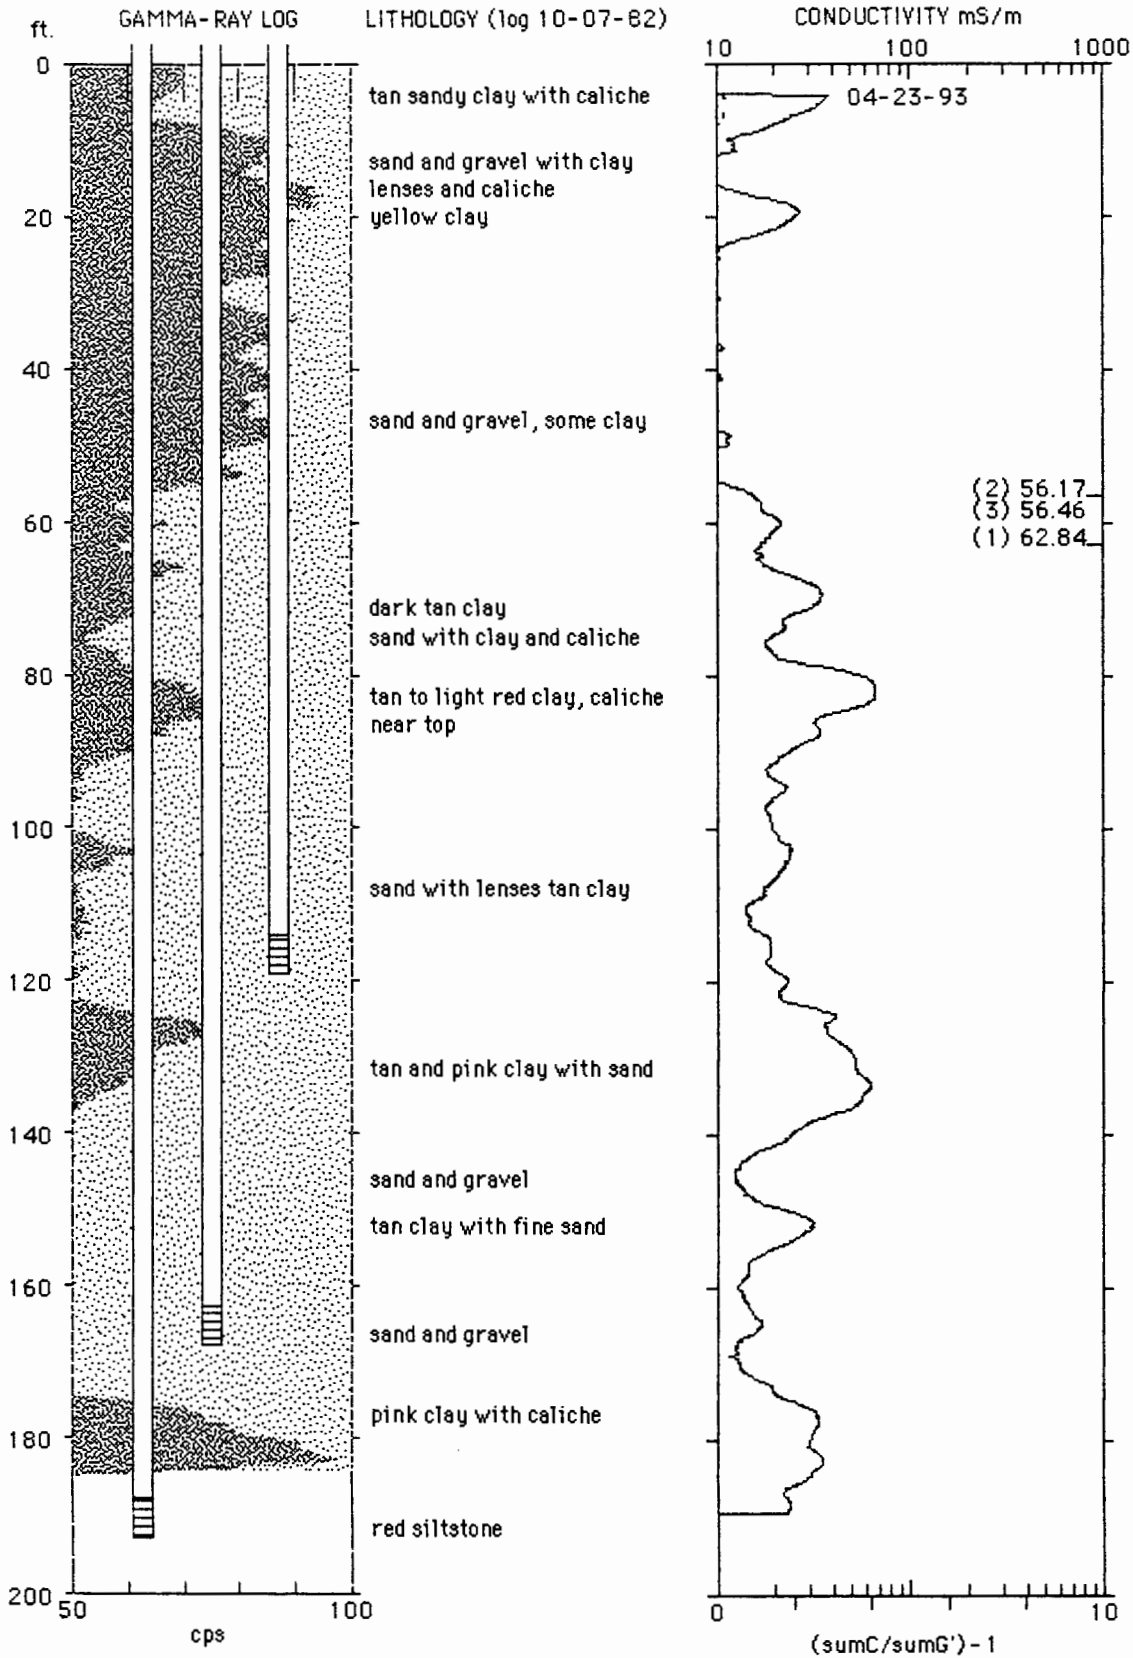 GAMMA-RAY LOG
LITHOLOGY (log 10-07-82)
CONDUCTIVITY mS/m
ft.
10 100 1000
0
tan sandy clay with caliche
04-23-93
sand and gravel with clay
lenses and caliche
yellow clay
20
40
sand and gravel, some clay
(2) 56.17
(3) 56.46
(1) 62.84
60
dark tan clay
sand with clay and caliche
80
tan to light red clay, caliche
near top
100
sand with lenses tan clay
120
tan and pink clay with sand
140
sand and gravel
tan clay with fine sand
160
sand and gravel
pink clay with caliche
180
red siltstone
200
50 100
cps
0 10
(sumC/sumG')-1